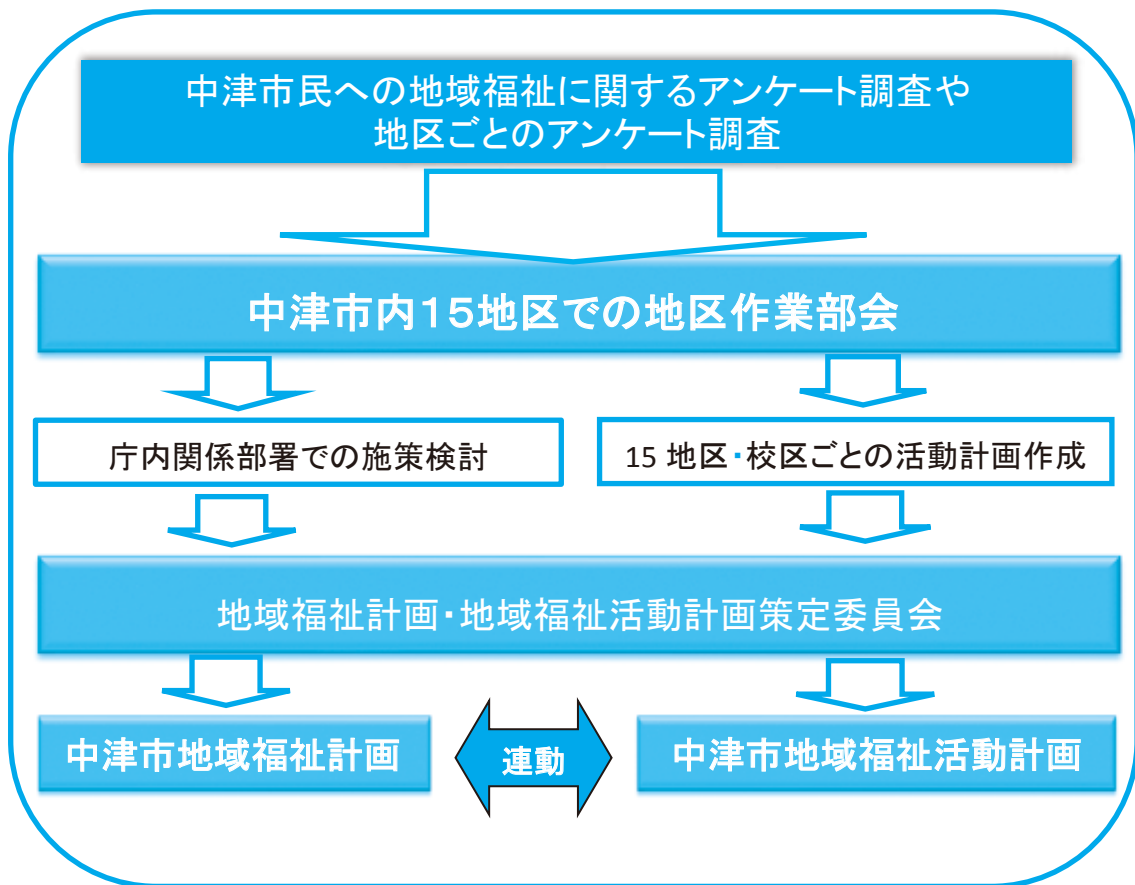 中津市民への地域福祉に関するアンケート調査や
地区ごとのアンケート調査
中津市内15地区での地区作業部会
庁内関係部署での施策検討
15 地区・校区ごとの活動計画作成
地域福祉計画・地域福祉活動計画策定委員会
中津市地域福祉計画
連動
中津市地域福祉活動計画